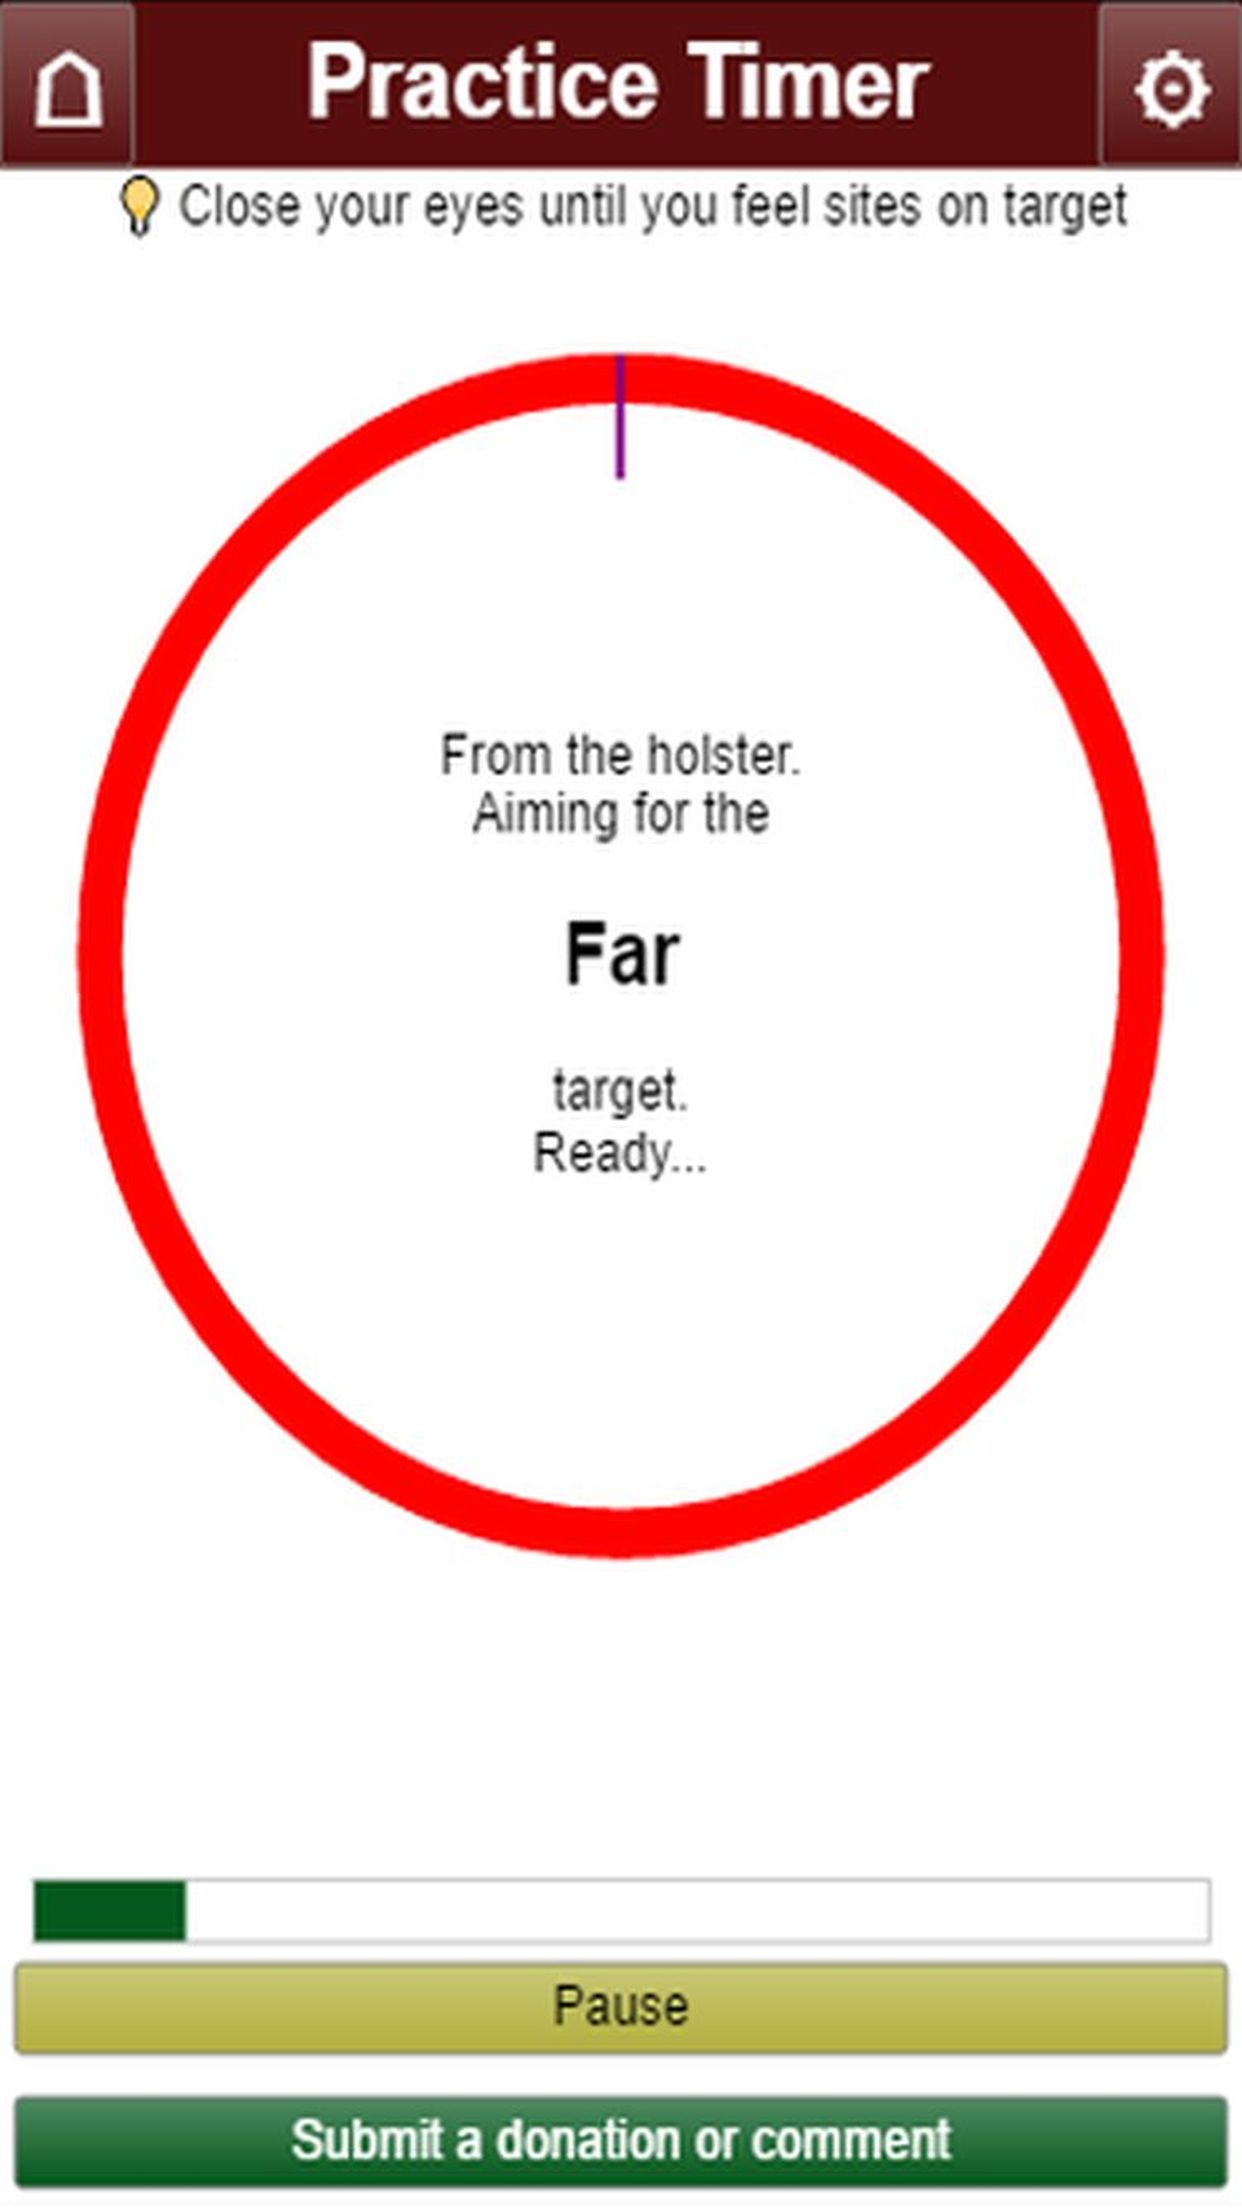 Practice Timer
Close your eyes until you feel sites on target
From the holster.
Aiming for the
Far
target.
Ready...
Pause
Submit a donation or comment